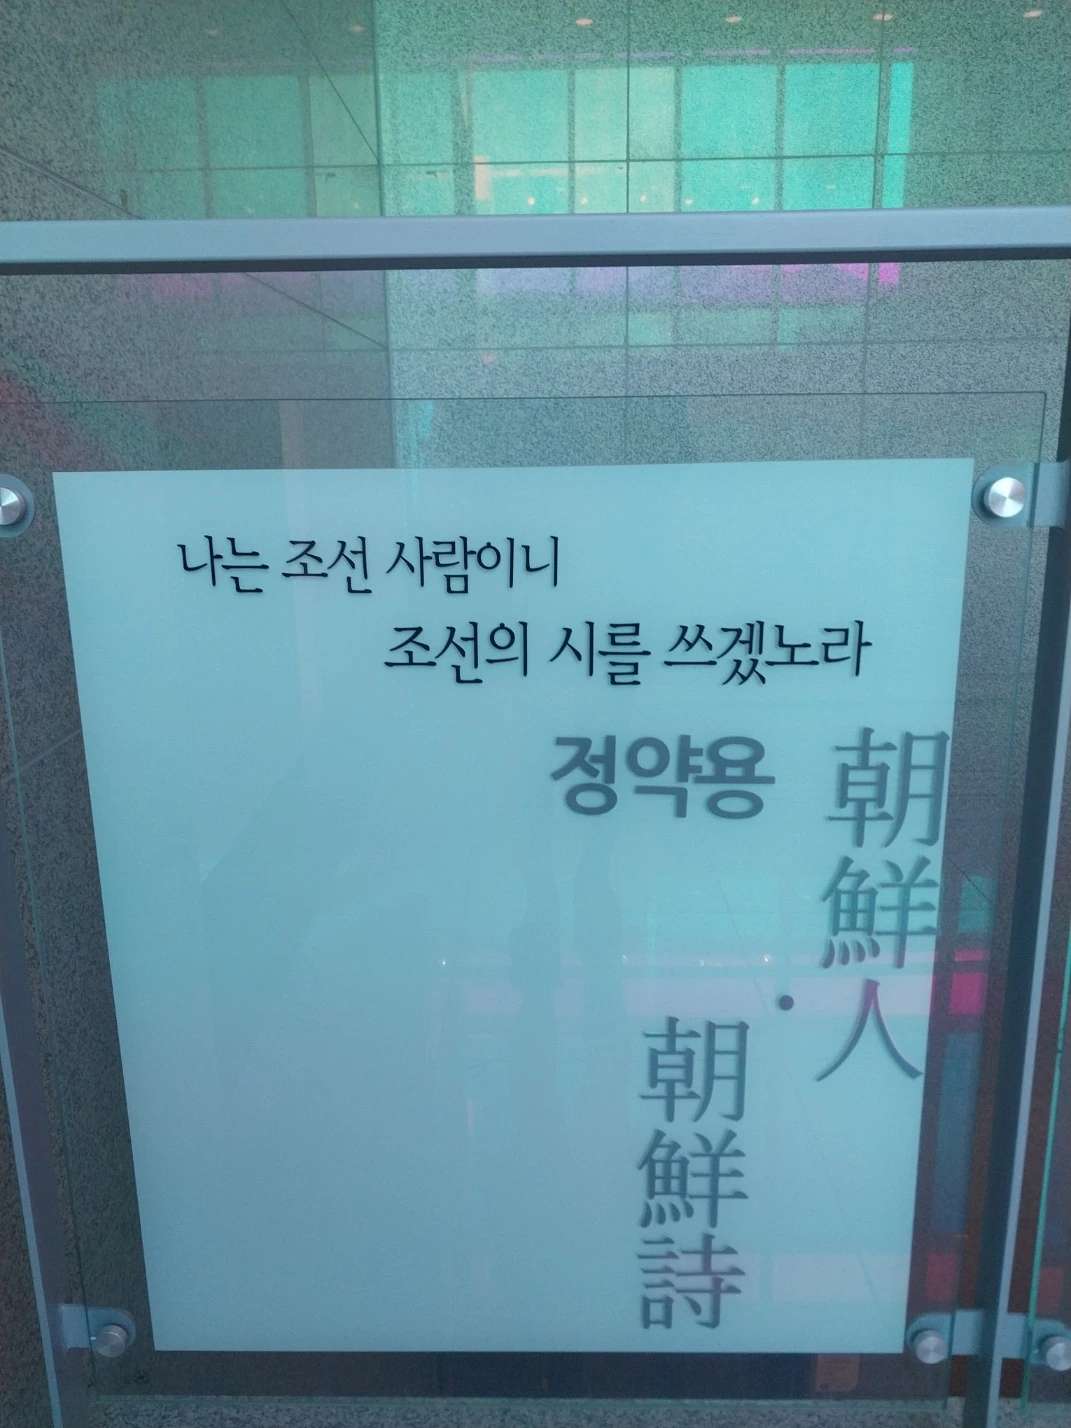 나는 조선 사람이니
조선의 시를 쓰겠노라
정약용
朝鮮人·
朝鮮詩